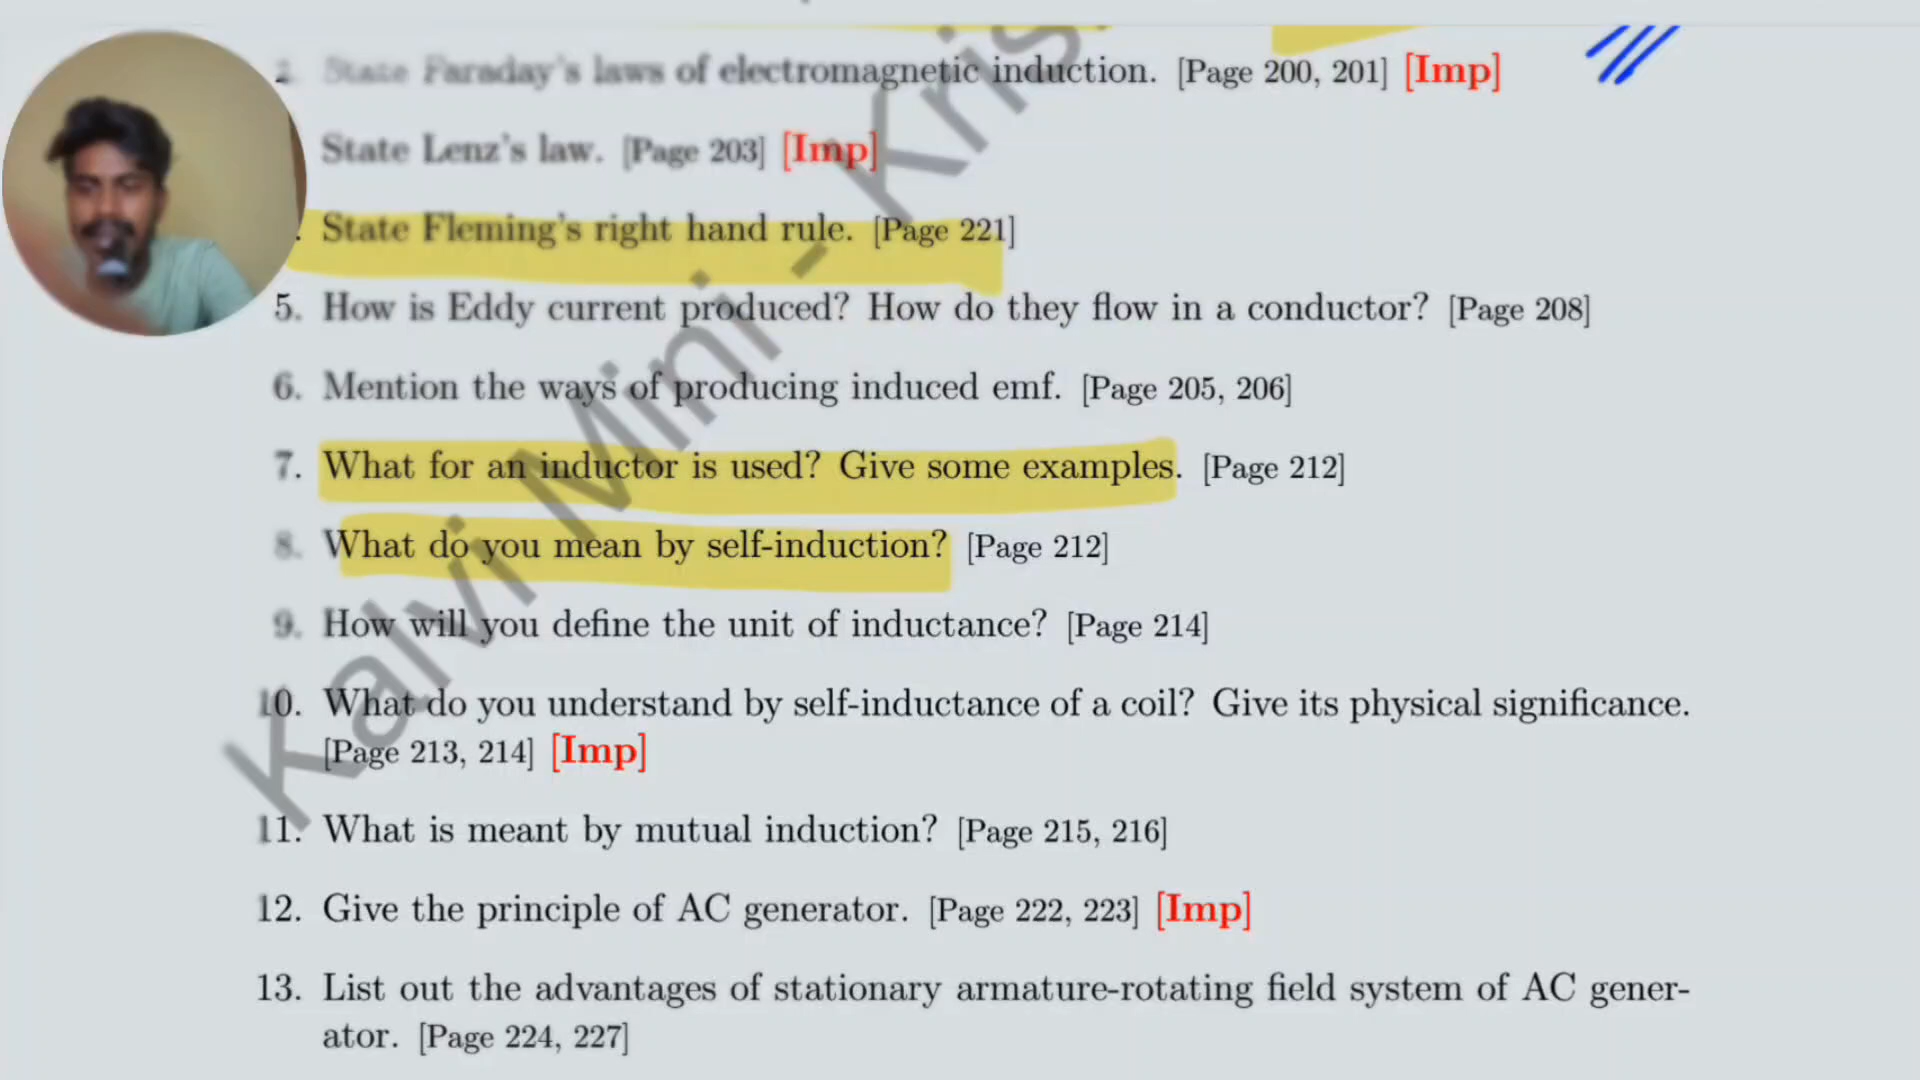 State Faraday's laws of electromagnetic induction. [Page 200, 201] [Imp]
State Lenz's law. [Page 203] [Imp]
. State Fleming's right hand rule. [Page 221]
5. How is Eddy current produced? How do they flow in a conductor? [Page 208]
6. Mention the ways of producing induced emf. [Page 205, 206]
7. What for an inductor is used? Give some examples. [Page 212]
8. What do you mean by self-induction? [Page 212]
9. How will you define the unit of inductance? [Page 214]
10. What do you understand by self-inductance of a coil? Give its physical significance.
[Page 213, 214] [Imp]
11. What is meant by mutual induction? [Page 215, 216]
12. Give the principle of AC generator. [Page 222, 223] [Imp]
13. List out the advantages of stationary armature-rotating field system of AC gener-
ator. [Page 224, 227]
Kalvi Mini - Kris